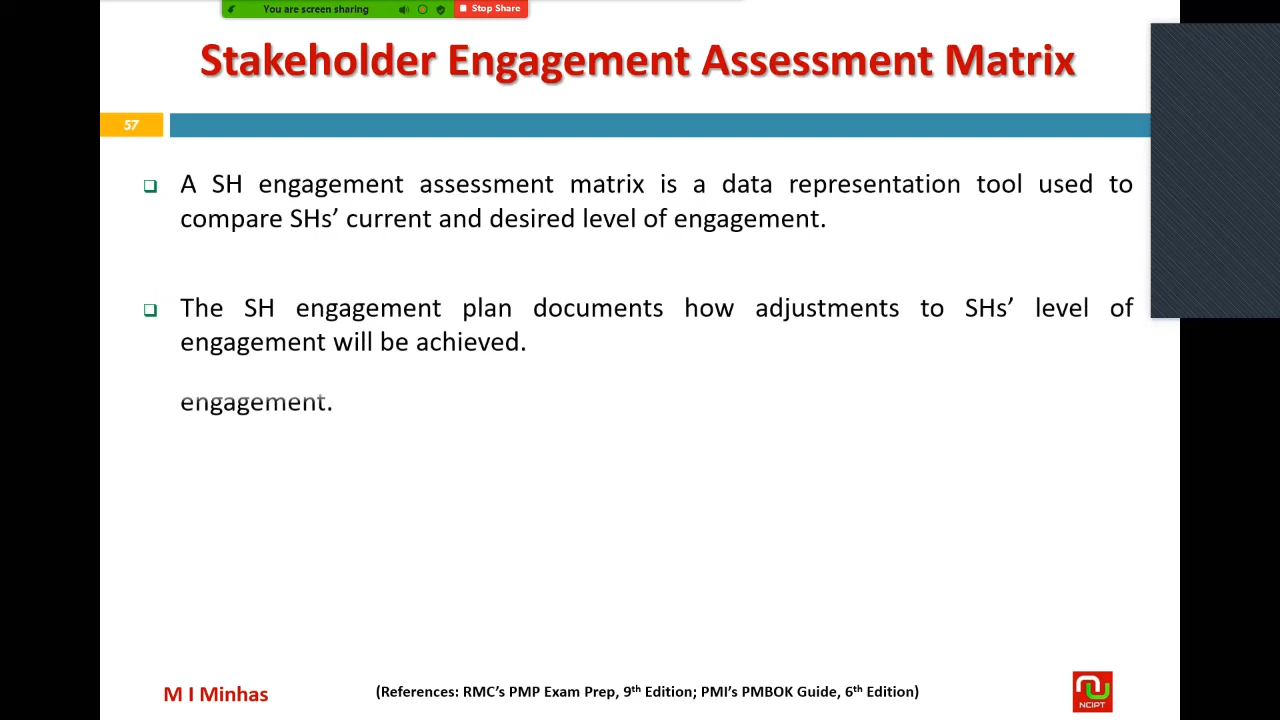 You are screen sharing
Stop Share
Stakeholder Engagement Assessment Matrix
57
A SH engagement assessment matrix is a data representation tool used to
compare SHs’ current and desired level of engagement.
The SH engagement plan documents how adjustments to SHs’ level of
engagement will be achieved.
engagement.
M I Minhas
(References: RMC’s PMP Exam Prep, 9th Edition; PMI’s PMBOK Guide, 6th Edition)
NCIPT